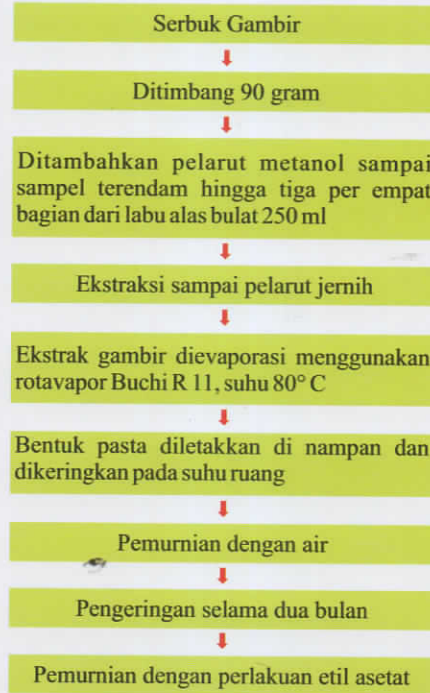 Serbuk Gambir
Ditimbang 90 gram
Ditambahkan pelarut metanol sampai
sampel terendam hingga tiga per empat
bagian dari labu alas bulat 250 ml
Ekstraksi sampai pelarut jernih
Ekstrak gambir dievaporasi menggunakan
rotavapor Buchi R 11, suhu 80° C
Bentuk pasta diletakkan di nampan dan
dikeringkan pada suhu ruang
Pemurnian dengan air
Pengeringan selama dua bulan
Pemurnian dengan perlakuan etil asetat